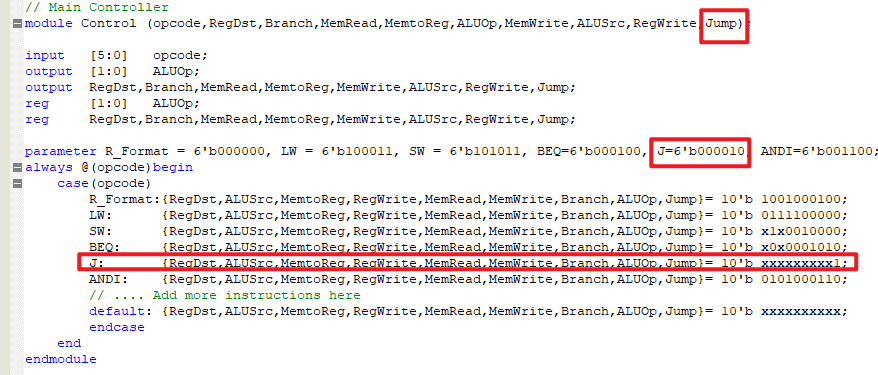 // Main Controller
module Control (opcode,RegDst,Branch,MemRead,MemtoReg,ALUOp,MemWrite,ALUSrc,RegWrite,Jump);
input [5:0] opcode;
output [1:0] ALUOp;
output RegDst,Branch,MemRead,MemtoReg,MemWrite,ALUSrc,RegWrite,Jump;
reg [1:0] ALUOp;
reg RegDst,Branch,MemRead,MemtoReg,MemWrite,ALUSrc,RegWrite,Jump;
parameter R_Format = 6'b000000, LW = 6'b100011, SW = 6'b101011, BEQ=6'b000100, J=6'b000010, ANDI=6'b001100;
always @(opcode)begin
case(opcode)
R_Format:{RegDst,ALUSrc,MemtoReg,RegWrite,MemRead,MemWrite,Branch,ALUOp,Jump}= 10'b 1001000100;
LW: {RegDst,ALUSrc,MemtoReg,RegWrite,MemRead,MemWrite,Branch,ALUOp,Jump}= 10'b 0111100000;
SW: {RegDst,ALUSrc,MemtoReg,RegWrite,MemRead,MemWrite,Branch,ALUOp,Jump}= 10'b x1x0010000;
BEQ: {RegDst,ALUSrc,MemtoReg,RegWrite,MemRead,MemWrite,Branch,ALUOp,Jump}= 10'b x0x0001010;
J: {RegDst,ALUSrc,MemtoReg,RegWrite,MemRead,MemWrite,Branch,ALUOp,Jump}= 10'b xxxxxxxxx1;
ANDI: {RegDst,ALUSrc,MemtoReg,RegWrite,MemRead,MemWrite,Branch,ALUOp,Jump}= 10'b 0101000110;
// .... Add more instructions here
default: {RegDst,ALUSrc,MemtoReg,RegWrite,MemRead,MemWrite,Branch,ALUOp,Jump}= 10'b xxxxxxxxxx;
endcase
end
endmodule